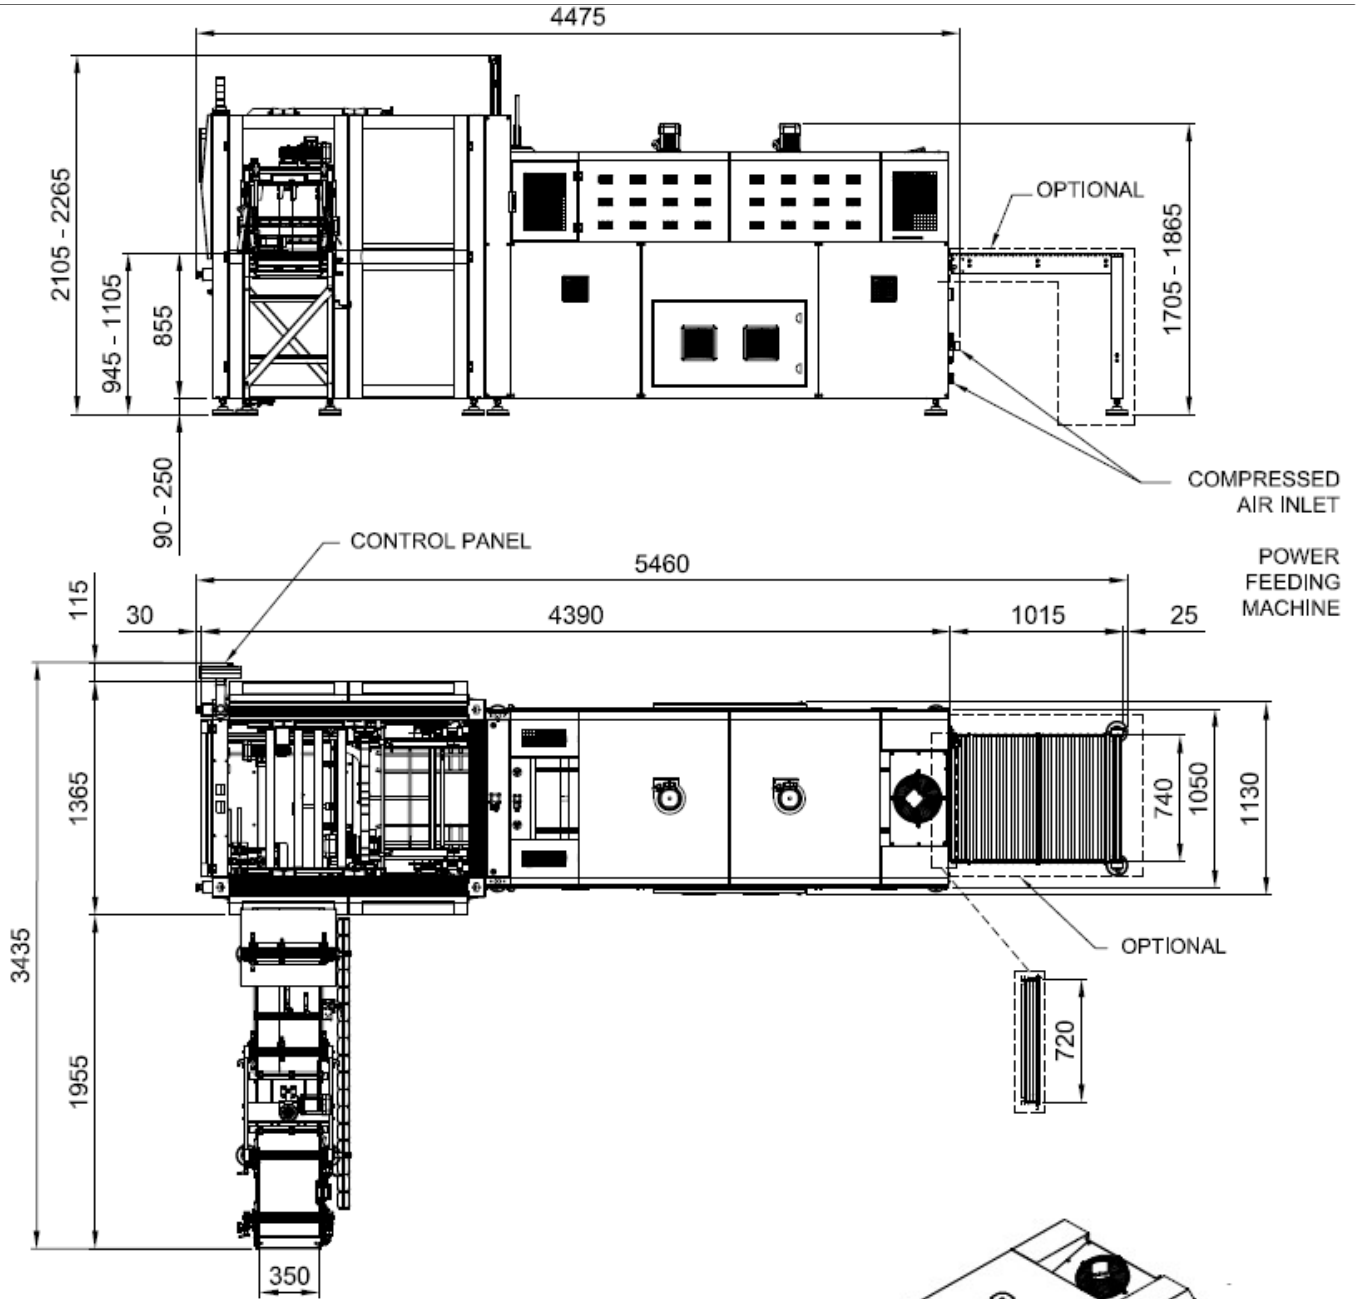 4475
2105 - 2265
945 - 1105
855
90 - 250
OPTIONAL
1705 - 1865
COMPRESSED
AIR INLET
POWER
FEEDING
MACHINE
CONTROL PANEL
5460
115
30
4390
1015
25
1365
740
1050
1130
3435
OPTIONAL
1955
720
350